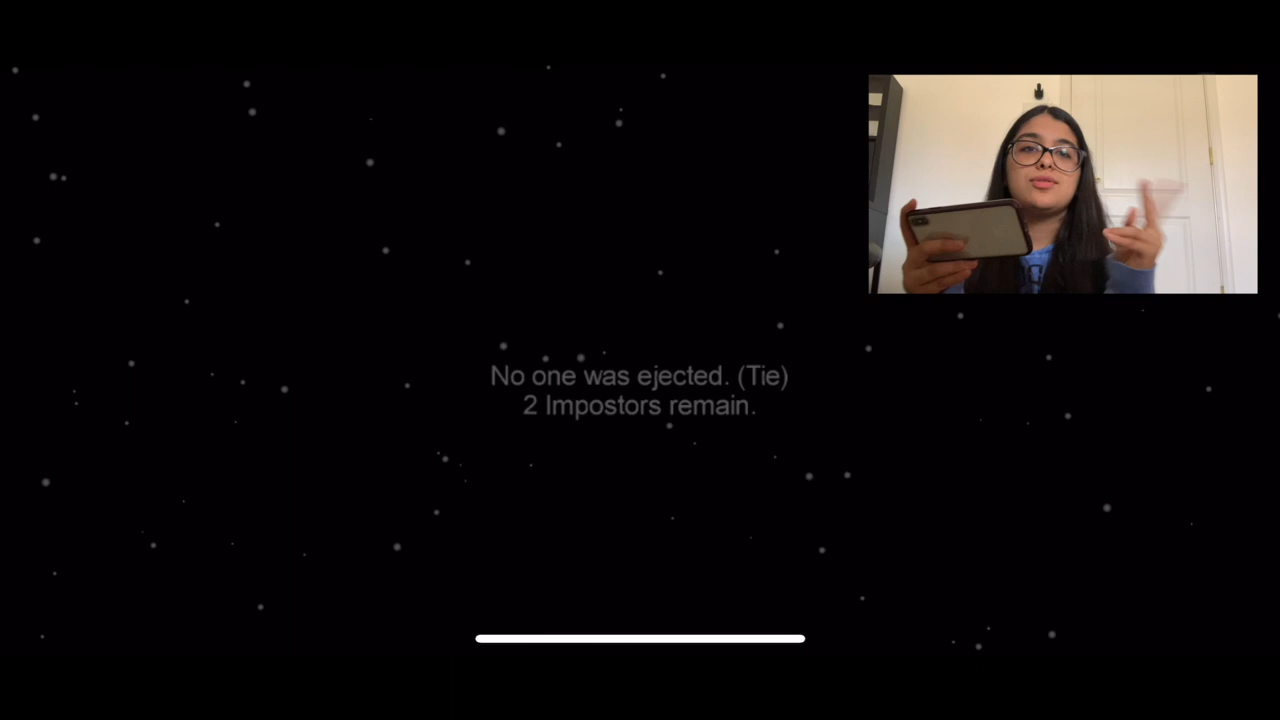 No one was ejected. (Tie)
2 Impostors remain.